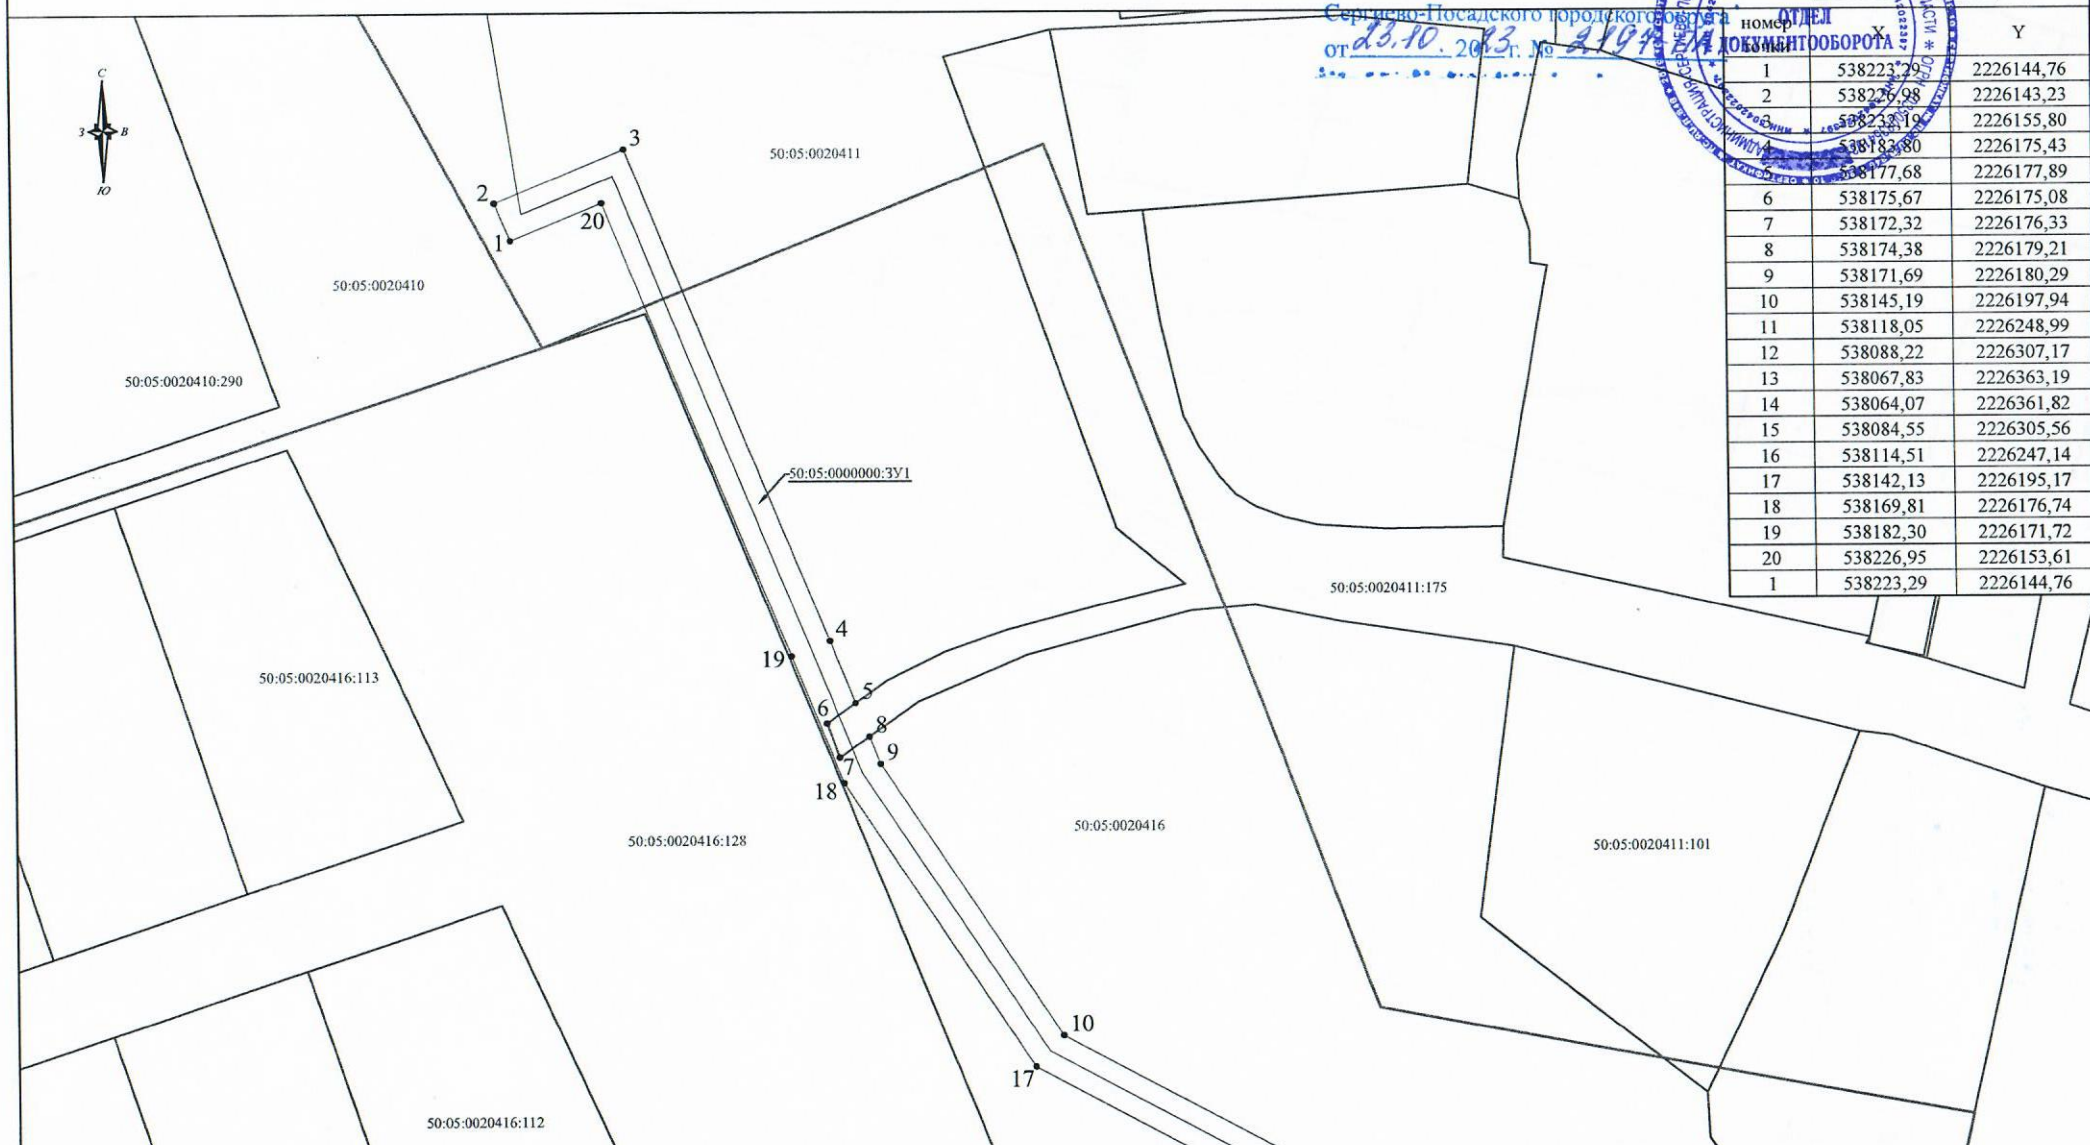 Сергиево-Посадского городского округа
от 23.10. 2023 г. №
ОТДЕЛ
ДОКУМЕНТООБОРОТА
номер точки X Y
1 538223,29 2226144,76
2 538226,98 2226143,23
3 538232,19 2226155,80
4 538183,80 2226175,43
5 538177,68 2226177,89
6 538175,67 2226175,08
7 538172,32 2226176,33
8 538174,38 2226179,21
9 538171,69 2226180,29
10 538145,19 2226197,94
11 538118,05 2226248,99
12 538088,22 2226307,17
13 538067,83 2226363,19
14 538064,07 2226361,82
15 538084,55 2226305,56
16 538114,51 2226247,14
17 538142,13 2226195,17
18 538169,81 2226176,74
19 538182,30 2226171,72
20 538226,95 2226153,61
1 538223,29 2226144,76
С
З В
Ю
3
50:05:0020411
2
20
1
50:05:0020410
50:05:0020410:290
50:05:0000000:ЗУ1
50:05:0020411:175
4
19
50:05:0020416:113
5
6
8
9
7
18
50:05:0020416:128
50:05:0020416
50:05:0020411:101
10
17
50:05:0020416:112